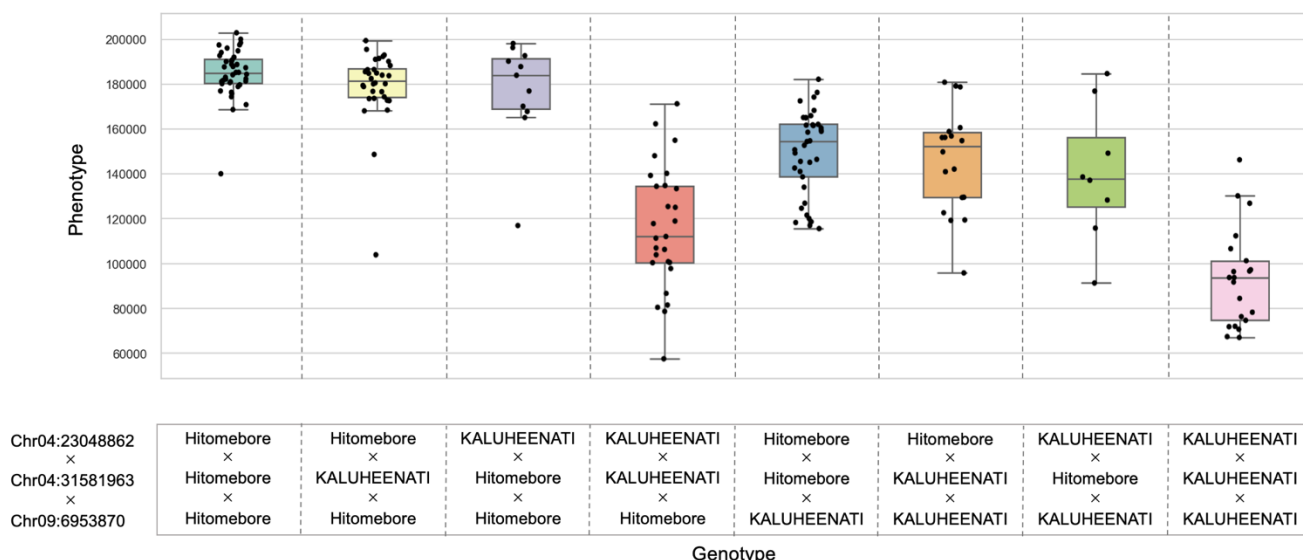 200000
180000
160000
140000
120000
100000
80000
60000
Phenotype
Chr04:23048862 Hitomebore Hitomebore KALUHEENATI KALUHEENATI Hitomebore Hitomebore KALUHEENATI KALUHEENATI
× × × × × × × × ×
Chr04:31581963 Hitomebore KALUHEENATI Hitomebore KALUHEENATI Hitomebore KALUHEENATI Hitomebore KALUHEENATI
× × × × × × × × ×
Chr09:6953870 Hitomebore Hitomebore Hitomebore Hitomebore KALUHEENATI KALUHEENATI KALUHEENATI KALUHEENATI
Genotype